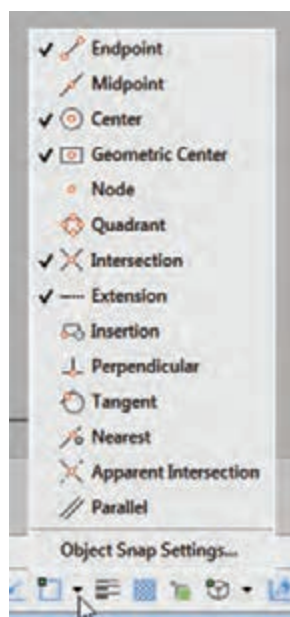 Endpoint
Midpoint
Center
Geometric Center
Node
Quadrant
Intersection
Extension
Insertion
Perpendicular
Tangent
Nearest
Apparent Intersection
Parallel
Object Snap Settings...